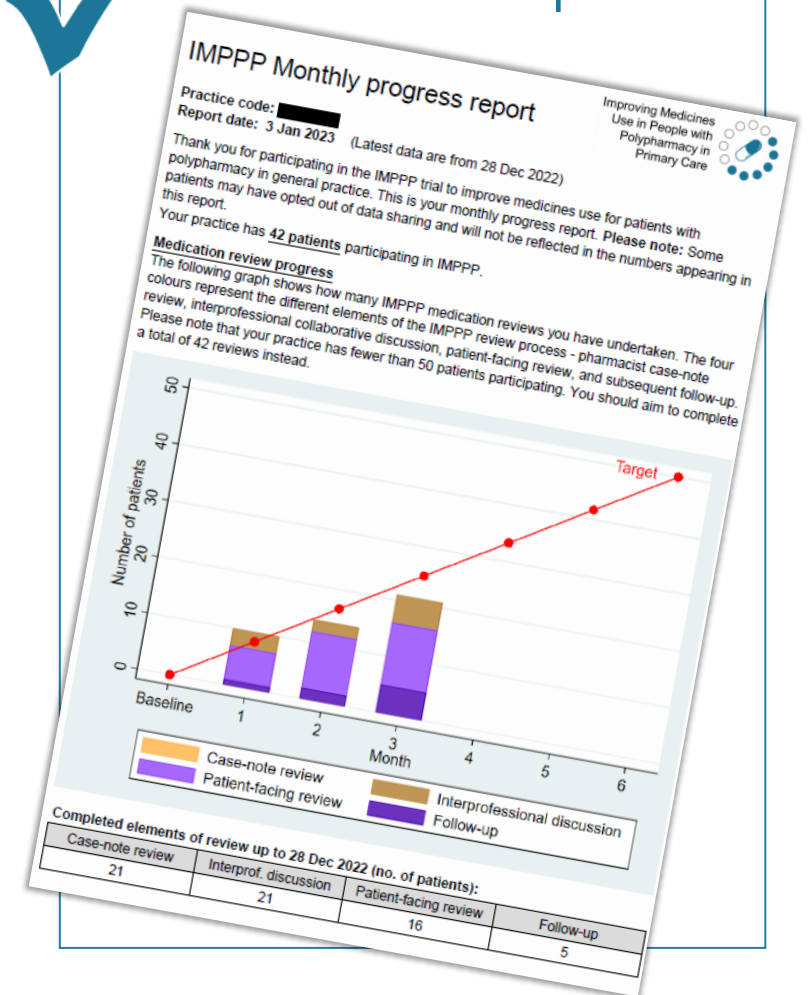 IMPPP Monthly progress report
Improving Medicines
Use in People with
Polypharmacy in
Primary Care
Practice code:
Report date: 3 Jan 2023 (Latest data are from 28 Dec 2022)
Thank you for participating in the IMPPP trial to improve medicines use for patients with
polypharmacy in general practice. This is your monthly progress report. Please note: Some
patients may have opted out of data sharing and will not be reflected in the numbers appearing in
this report.
Your practice has 42 patients participating in IMPPP.
Medication review progress
The following graph shows how many IMPPP medication reviews you have undertaken. The four
colours represent the different elements of the IMPPP review process - pharmacist case-note
review, interprofessional collaborative discussion, patient-facing review, and subsequent follow-up.
Please note that your practice has fewer than 50 patients participating. You should aim to complete
a total of 42 reviews instead.
Number of patients
50
40
30
20
10
0
Target
Baseline 1 2 3 4 5 6
Month
Case-note review Interprofessional discussion
Patient-facing review Follow-up
Completed elements of review up to 28 Dec 2022 (no. of patients):
Case-note review Interprof. discussion Patient-facing review Follow-up
21 21 16 5